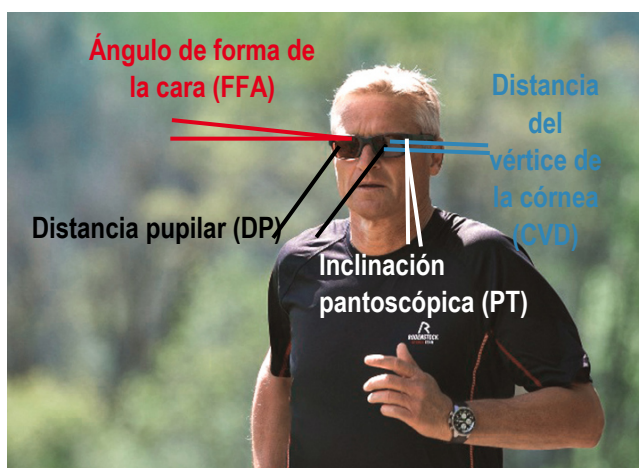 Ángulo de forma de
la cara (FFA)
Distancia
del
vértice de
la córnea
(CVD)
Distancia pupilar (DP)
Inclinación
pantoscópica (PT)
RODENSTOCK